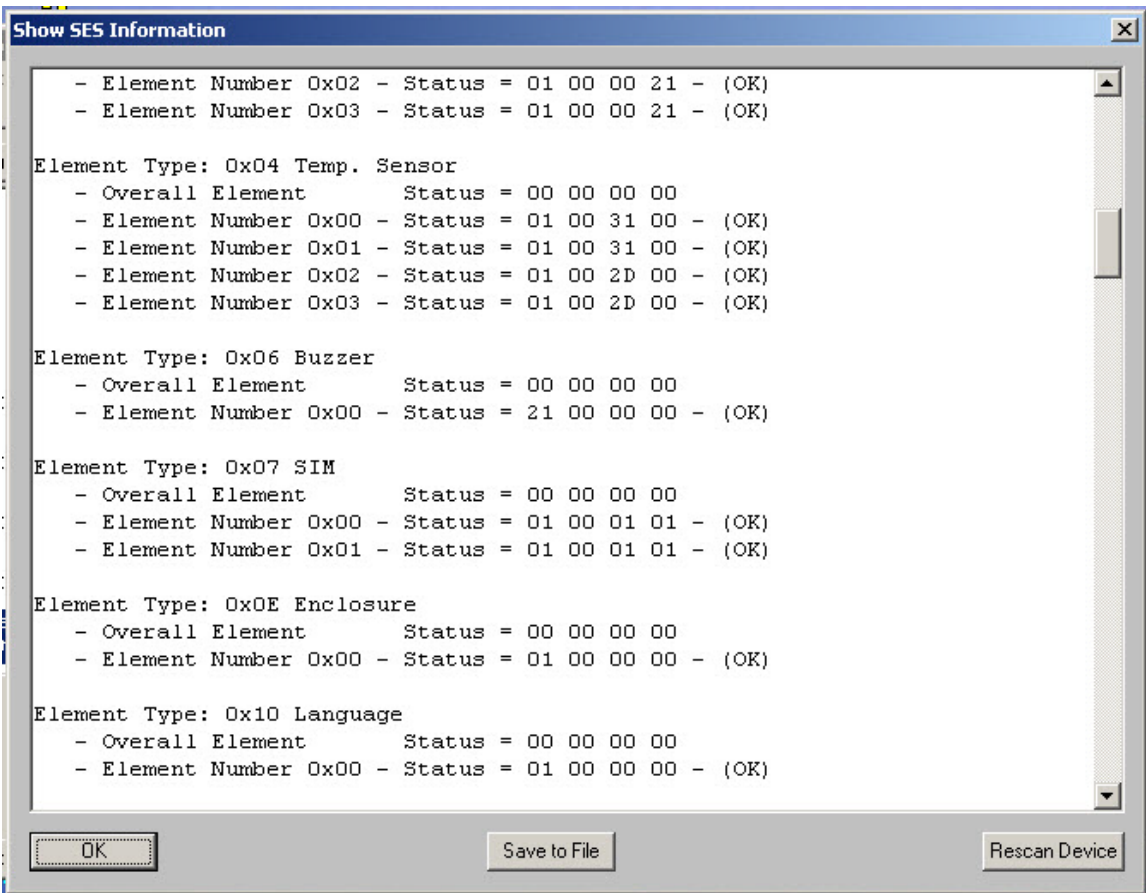 Show SES Information
- Element Number 0x02 - Status = 01 00 00 21 - (OK)
- Element Number 0x03 - Status = 01 00 00 21 - (OK)
Element Type: 0x04 Temp. Sensor
- Overall Element Status = 00 00 00 00
- Element Number 0x00 - Status = 01 00 31 00 - (OK)
- Element Number 0x01 - Status = 01 00 31 00 - (OK)
- Element Number 0x02 - Status = 01 00 2D 00 - (OK)
- Element Number 0x03 - Status = 01 00 2D 00 - (OK)
Element Type: 0x06 Buzzer
- Overall Element Status = 00 00 00 00
- Element Number 0x00 - Status = 21 00 00 00 - (OK)
Element Type: 0x07 SIM
- Overall Element Status = 00 00 00 00
- Element Number 0x00 - Status = 01 00 01 01 - (OK)
- Element Number 0x01 - Status = 01 00 01 01 - (OK)
Element Type: 0x0E Enclosure
- Overall Element Status = 00 00 00 00
- Element Number 0x00 - Status = 01 00 00 00 - (OK)
Element Type: 0x10 Language
- Overall Element Status = 00 00 00 00
- Element Number 0x00 - Status = 01 00 00 00 - (OK)
OK
Save to File
Rescan Device